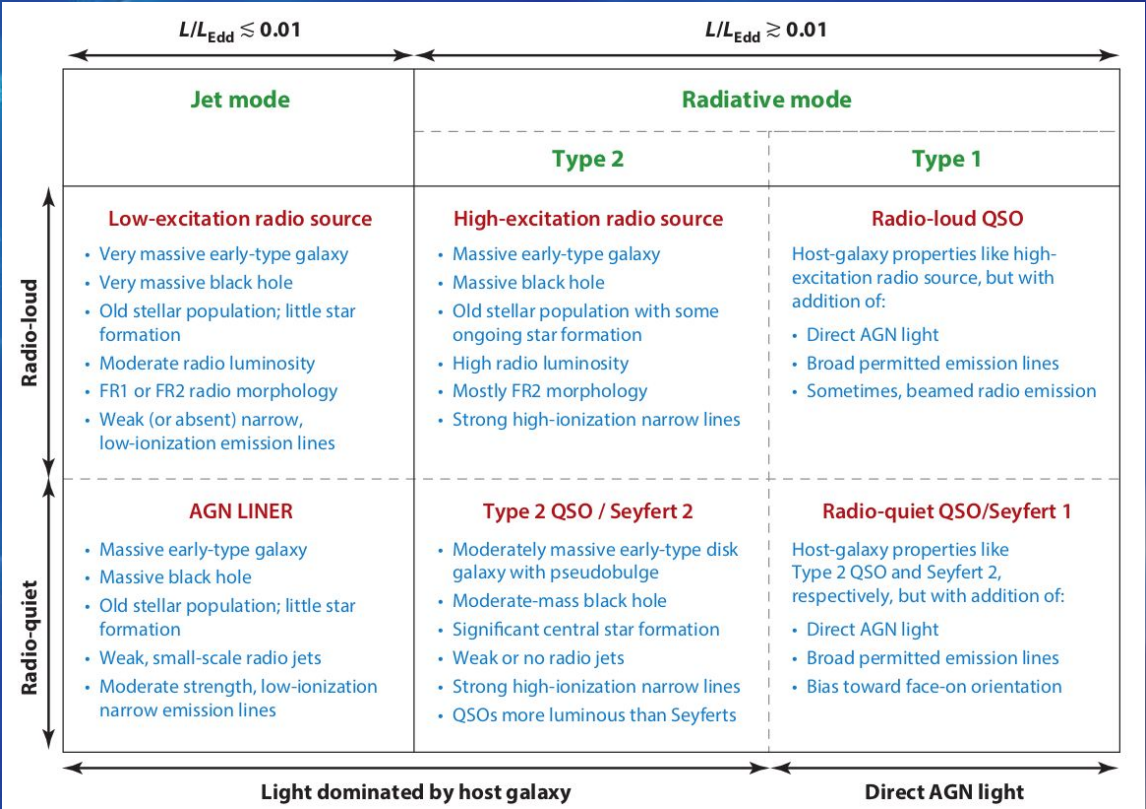 L/LEdd ≲ 0.01
L/LEdd ≳ 0.01
Jet mode
Radiative mode
Type 2
Type 1
Radio-loud
Low-excitation radio source
• Very massive early-type galaxy
• Very massive black hole
• Old stellar population; little star
formation
• Moderate radio luminosity
• FR1 or FR2 radio morphology
• Weak (or absent) narrow,
low-ionization emission lines
High-excitation radio source
• Massive early-type galaxy
• Massive black hole
• Old stellar population with some
ongoing star formation
• High radio luminosity
• Mostly FR2 morphology
• Strong high-ionization narrow lines
Radio-loud QSO
Host-galaxy properties like high-
excitation radio source, but with
addition of:
• Direct AGN light
• Broad permitted emission lines
• Sometimes, beamed radio emission
Radio-quiet
AGN LINER
• Massive early-type galaxy
• Massive black hole
• Old stellar population; little star
formation
• Weak, small-scale radio jets
• Moderate strength, low-ionization
narrow emission lines
Type 2 QSO / Seyfert 2
• Moderately massive early-type disk
galaxy with pseudobulge
• Moderate-mass black hole
• Significant central star formation
• Weak or no radio jets
• Strong high-ionization narrow lines
• QSOs more luminous than Seyferts
Radio-quiet QSO/Seyfert 1
Host-galaxy properties like
Type 2 QSO and Seyfert 2,
respectively, but with addition of:
• Direct AGN light
• Broad permitted emission lines
• Bias toward face-on orientation
Light dominated by host galaxy
Direct AGN light